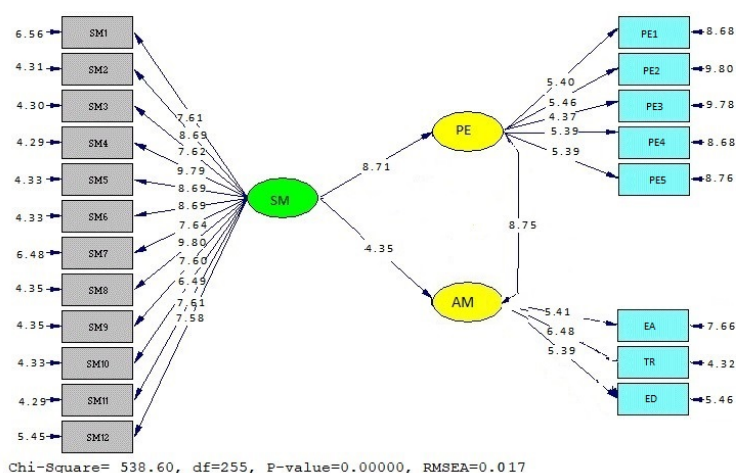 6.56 SM1
4.31 SM2
4.30 SM3
4.29 SM4
4.33 SM5
4.33 SM6
6.48 SM7
4.35 SM8
4.35 SM9
4.33 SM10
4.29 SM11
5.45 SM12
7.61
8.69
7.62
9.79
8.69
8.69
7.64
9.80
7.60
6.49
7.61
7.58
SM
8.71
4.35
PE
8.75
AM
5.40
5.46
4.37
5.39
5.39
PE1 8.68
PE2 9.80
PE3 9.78
PE4 8.68
PE5 8.76
5.41
6.48
5.39
EA 7.66
TR 4.32
ED 5.46
Chi-Square= 538.60, df=255, P-value=0.00000, RMSEA=0.017